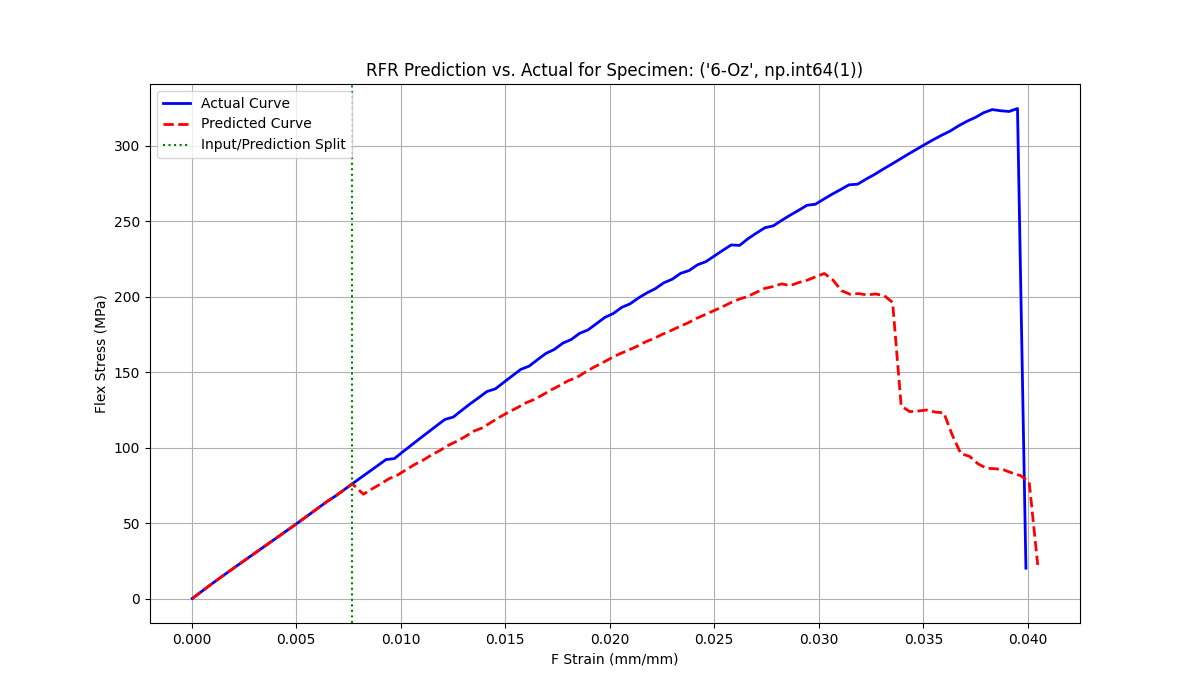 RFR Prediction vs. Actual for Specimen: ('6-Oz', np.int64(1))
Actual Curve
Predicted Curve
Input/Prediction Split
300
250
200
150
100
50
0
Flex Stress (MPa)
0.000 0.005 0.010 0.015 0.020 0.025 0.030 0.035 0.040
F Strain (mm/mm)